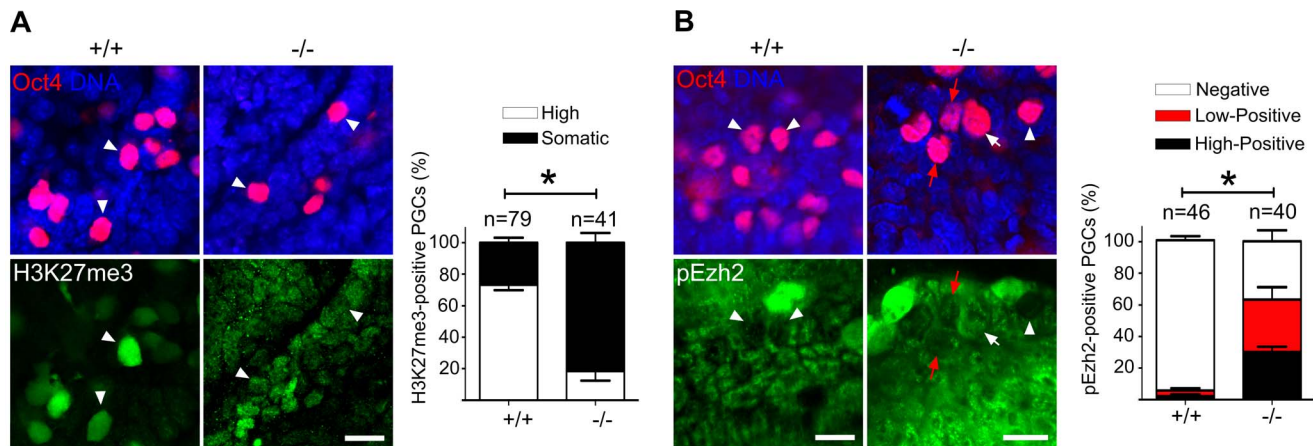 A
+/+
-/-
Oct4 DNA
H3K27me3
High
Somatic
H3K27me3-positive PGCs (%)
*
n=79
n=41
100
80
60
40
20
+/+
-/-
B
+/+
-/-
Oct4 DNA
pEzh2
Negative
Low-Positive
High-Positive
pEzh2-positive PGCs (%)
*
n=46
n=40
100
80
60
40
20
+/+
-/-